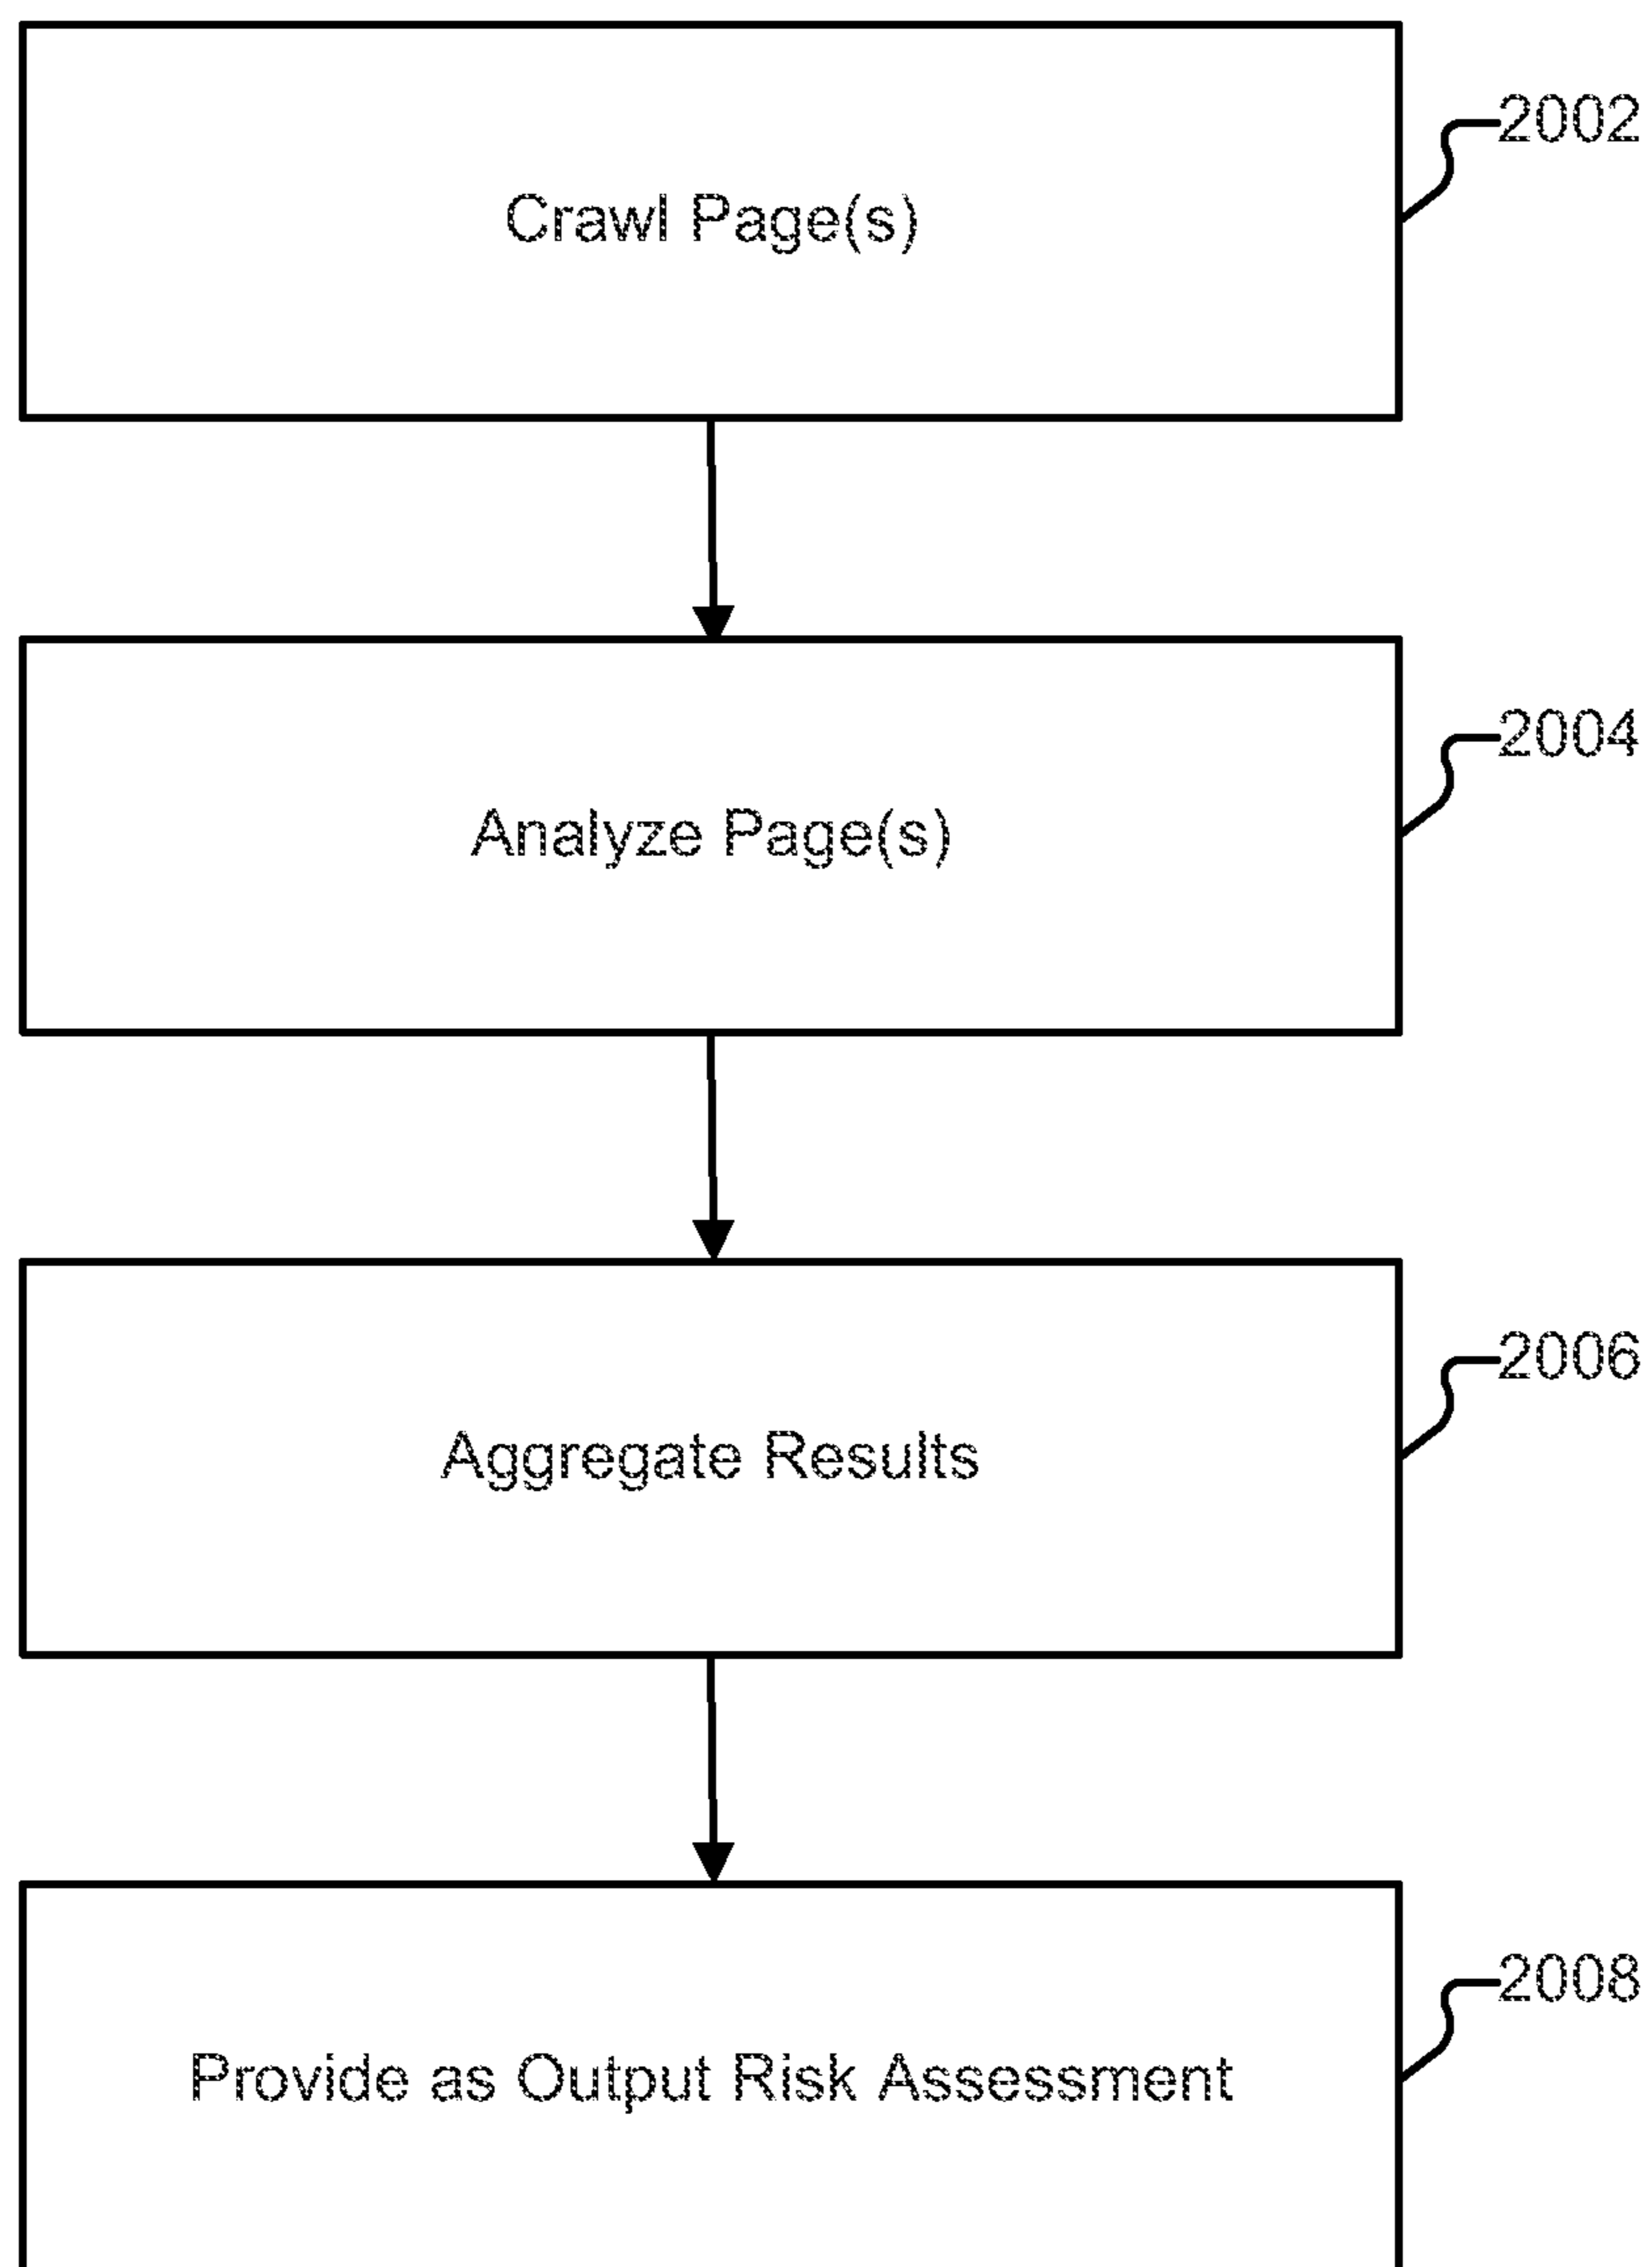 Crawl Page(s)
2002
Analyze Page(s)
2004
Aggregate Results
2006
Provide as Output Risk Assessment
2008